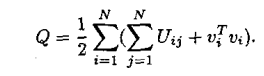 Q = \frac{1}{2} \sum_{i=1}^{N} ( \sum_{j=1}^{N} U_{ij} + v_i^T v_i ).